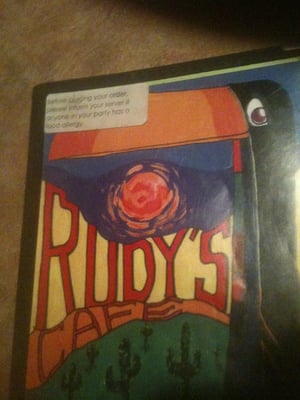 Before placing your order,
please inform your server if
anyone in your party has a
food allergy.
RUDY'S
CAFE